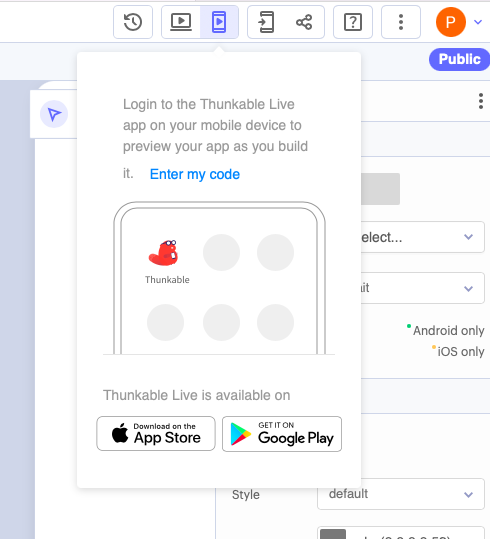 P
Public
Login to the Thunkable Live
app on your mobile device to
preview your app as you build
it. Enter my code
elect...
Thunkable
ait
Android only
iOS only
Thunkable Live is available on
Download on the
App Store
GET IT ON
Google Play
Style
default